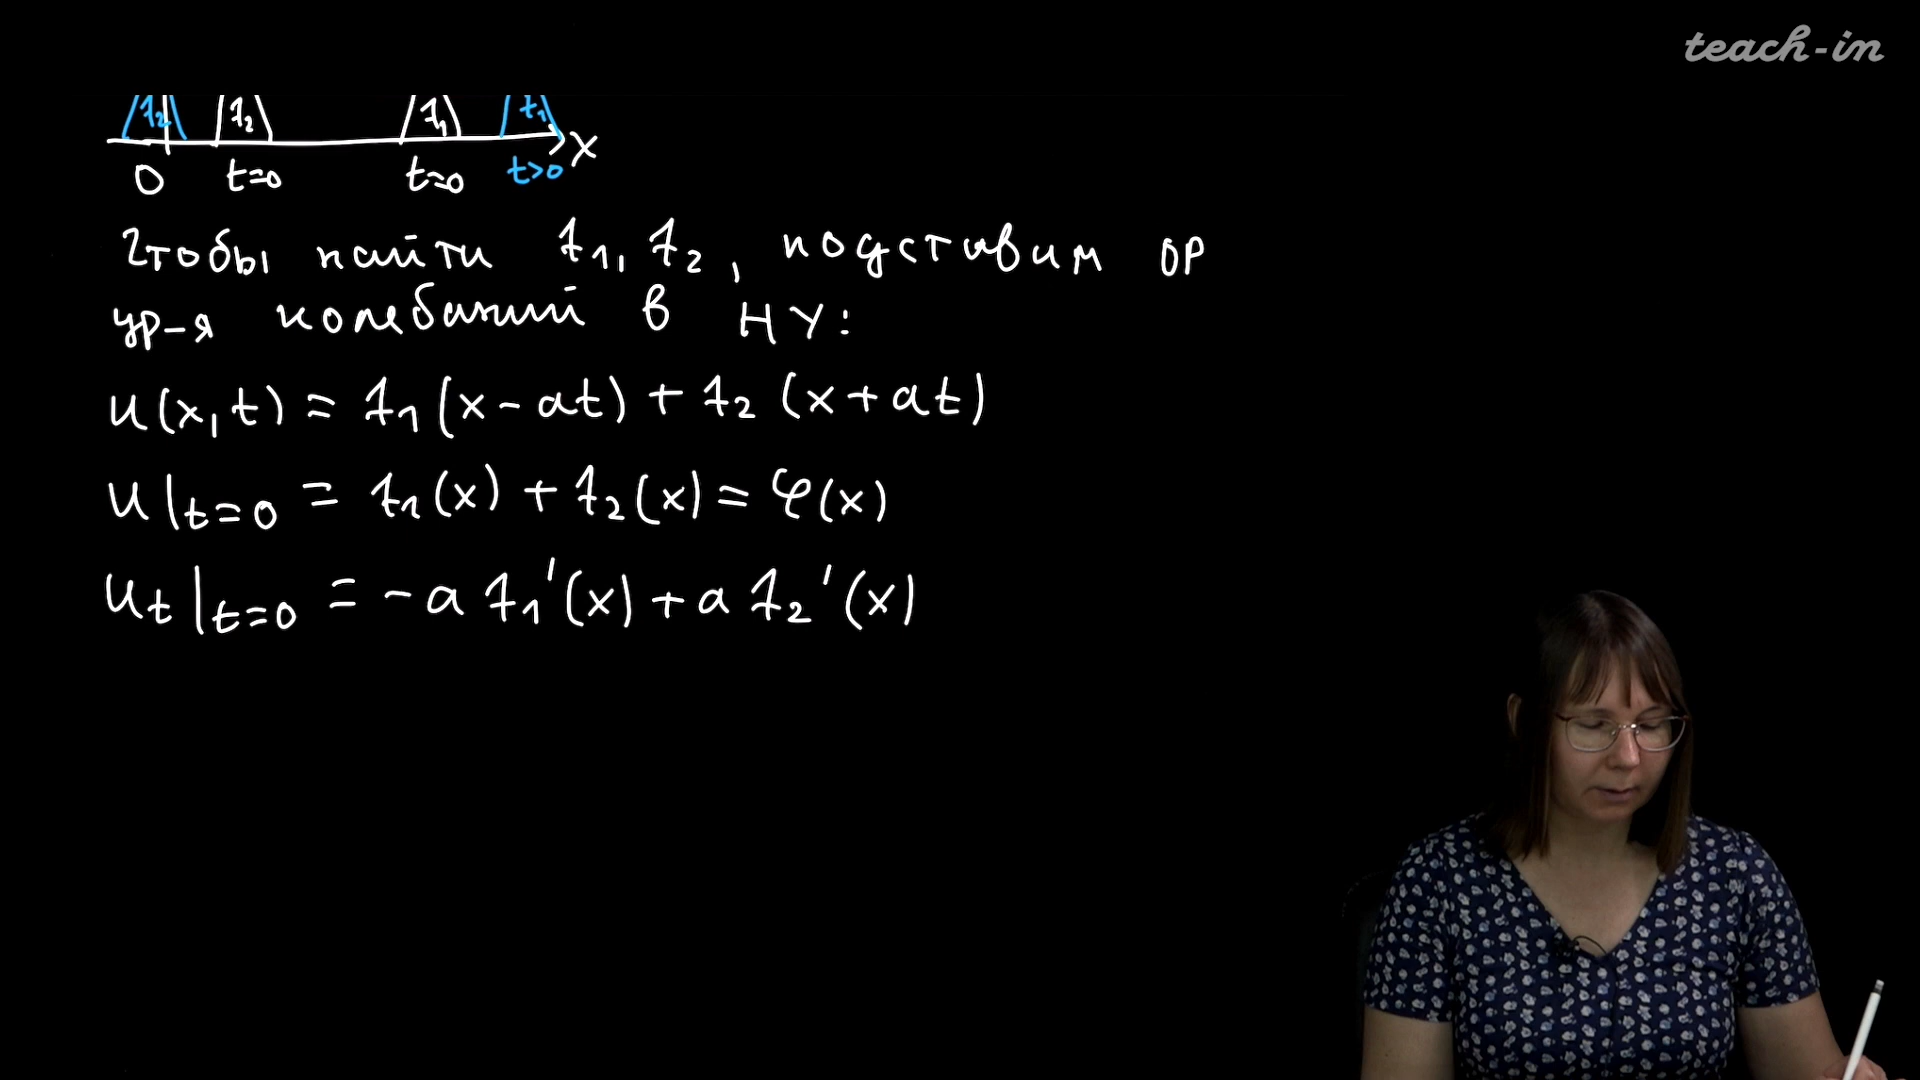 teach-in
f₂ f₂ f₁ f₁ x
0 t=0 t=0 t>0
Чтобы найти f₁, f₂, подставим ОР
ур-я колебаний в НУ:
u(x,t) = f₁(x-at) + f₂(x+at)
u|t=0 = f₁(x) + f₂(x) = φ(x)
uₜ|t=0 = -a f₁'(x) + a f₂'(x)